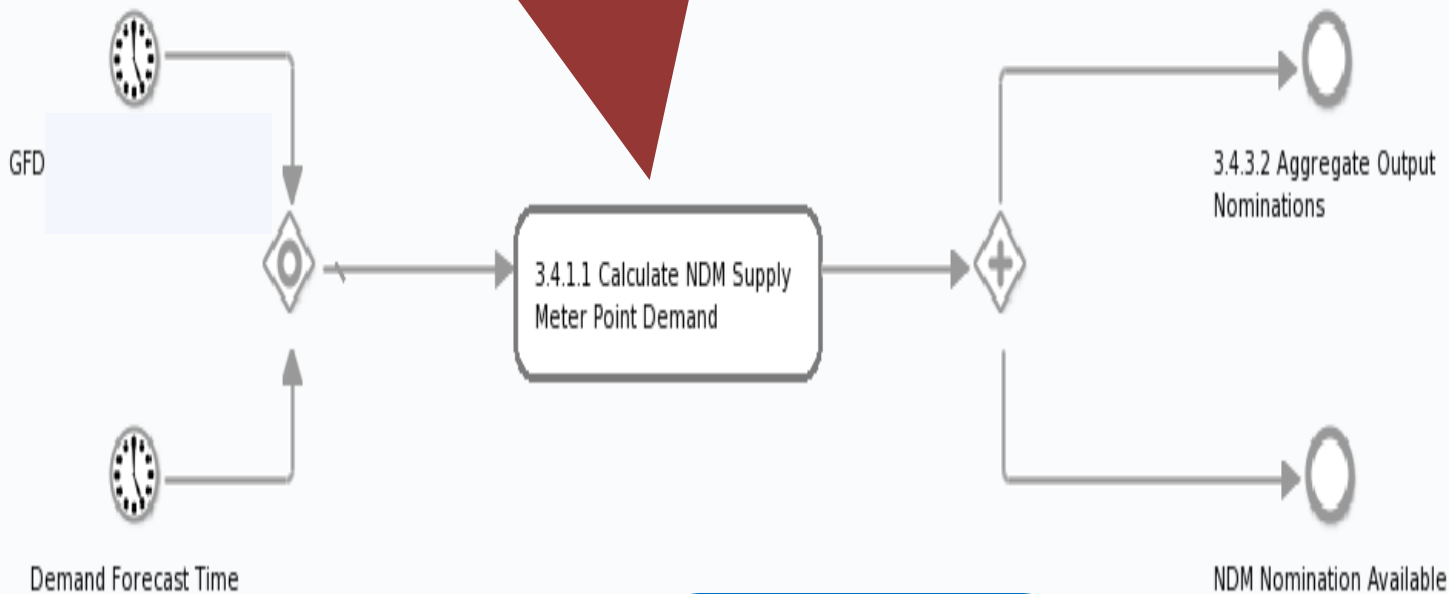 GFD
3.4.1.1 Calculate NDM Supply
Meter Point Demand
3.4.3.2 Aggregate Output
Nominations
Demand Forecast Time
NDM Nomination Available